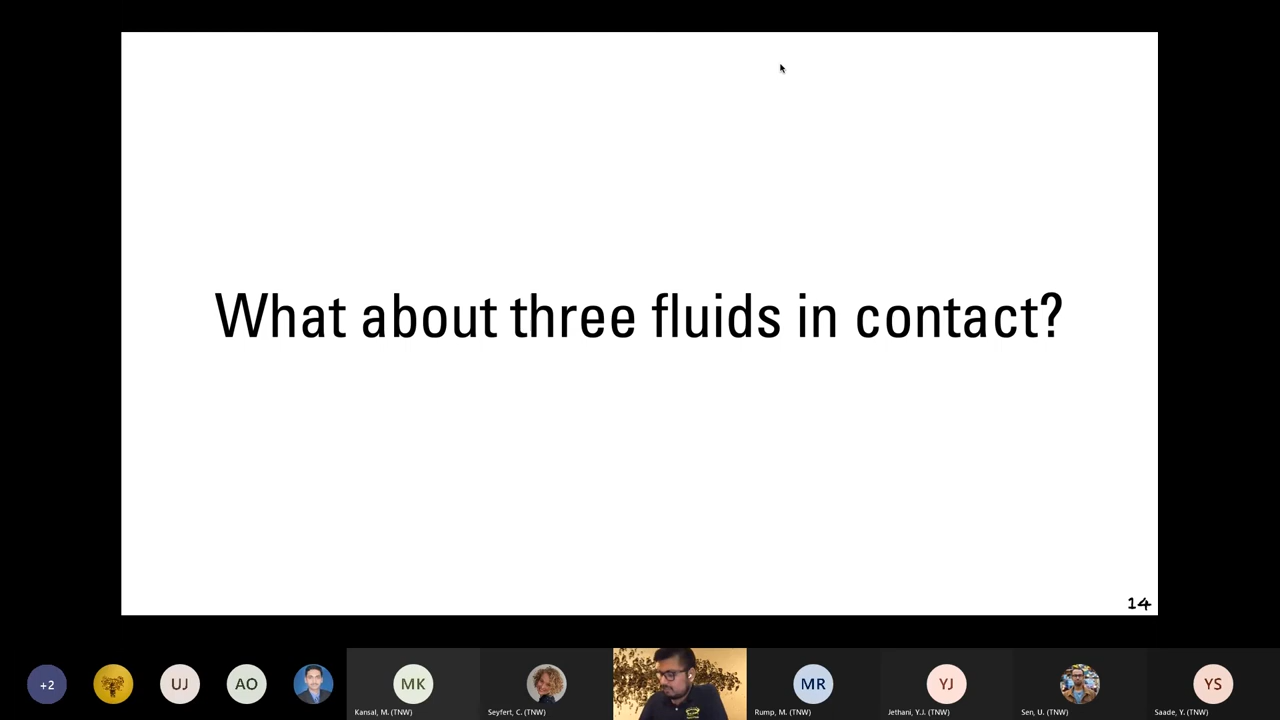 What about three fluids in contact?
14
+2
UJ
AO
MK
Kansal, M. (TNW)
Seyfert, C. (TNW)
MR
Rump, M. (TNW)
YJ
Jethani, Y.J. (TNW)
Sen, U. (TNW)
YS
Saade, Y. (TNW)